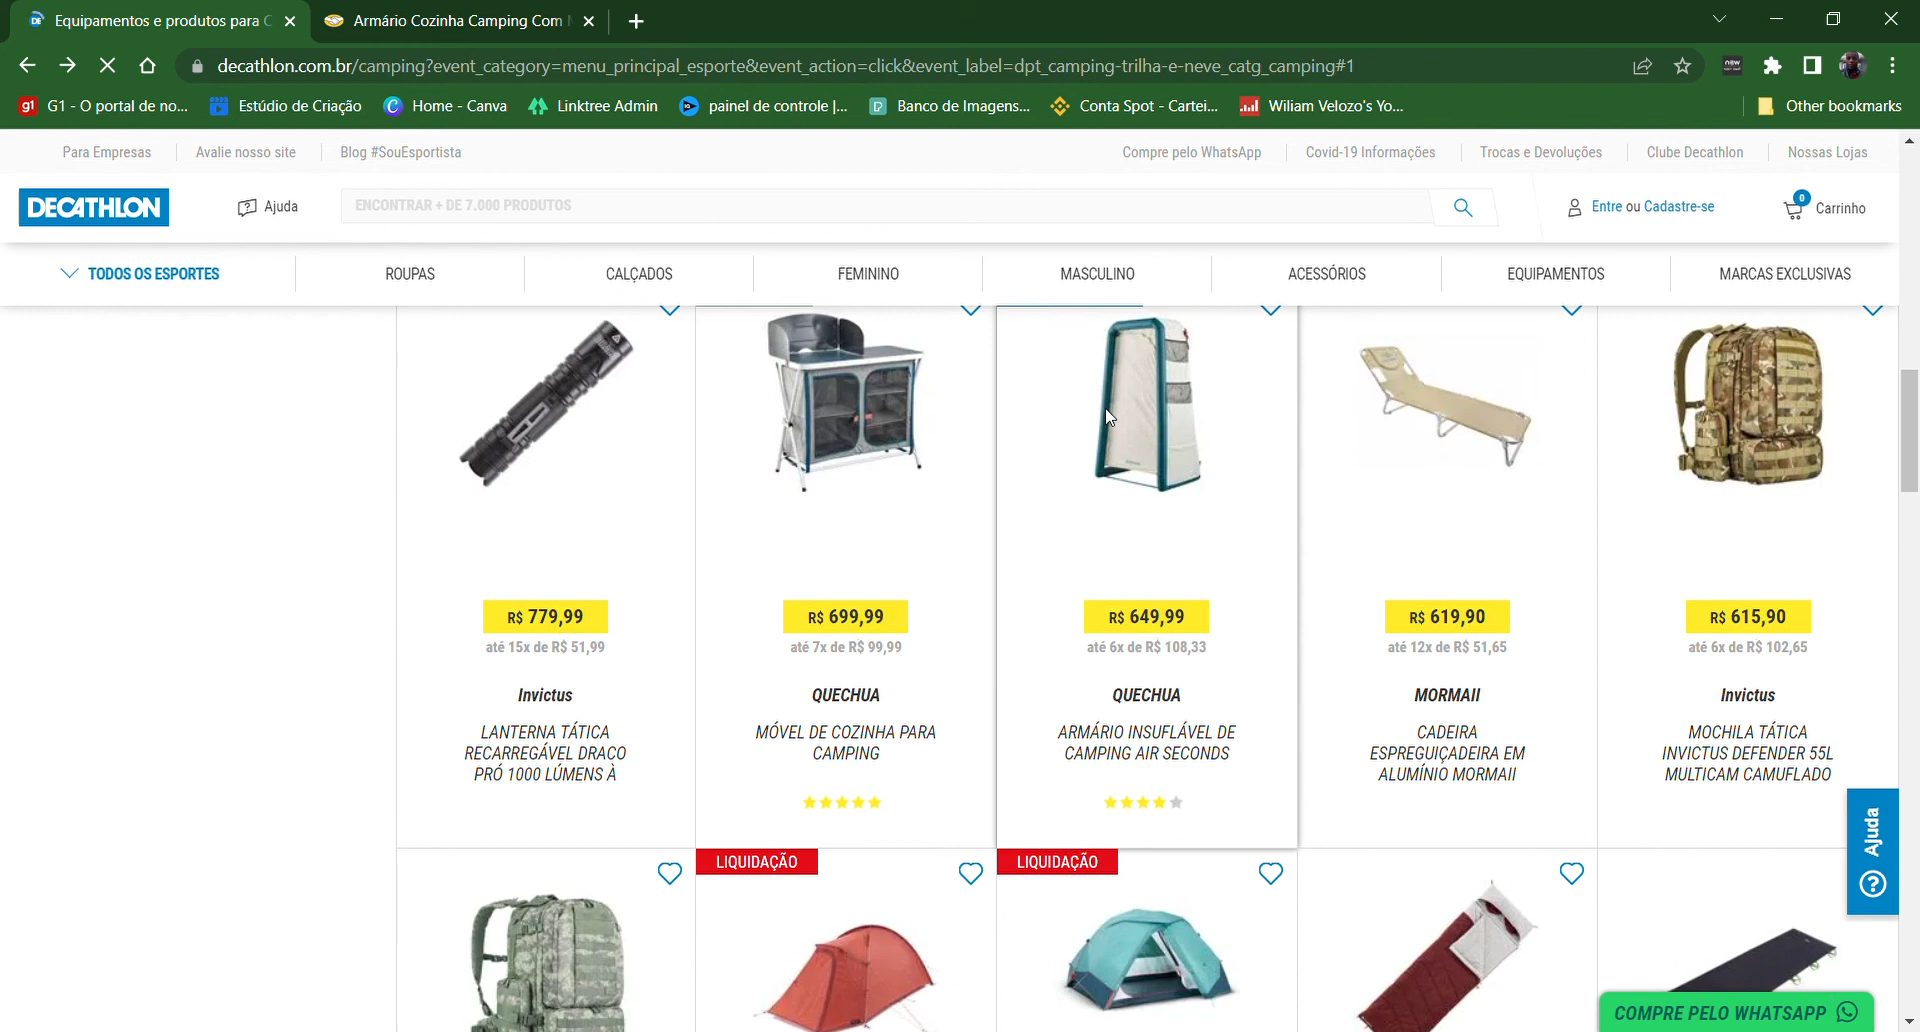 Equipamentos e produtos para C
Armário Cozinha Camping Com
decathlon.com.br/camping?event_category=menu_principal_esporte&event_action=click&event_label=dpt_camping-trilha-e-neve_catg_camping#1
G1 - O portal de no...
Estúdio de Criação
Home - Canva
Linktree Admin
painel de controle |...
Banco de Imagens...
Conta Spot - Cartei...
Wiliam Velozo's Yo...
Other bookmarks
Para Empresas
Avalie nosso site
Blog #SouEsportista
Compre pelo WhatsApp
Covid-19 Informações
Trocas e Devoluções
Clube Decathlon
Nossas Lojas
DECATHLON
Ajuda
ENCONTRAR + DE 7.000 PRODUTOS
Entre ou Cadastre-se
0
Carrinho
TODOS OS ESPORTES
ROUPAS
CALÇADOS
FEMININO
MASCULINO
ACESSÓRIOS
EQUIPAMENTOS
MARCAS EXCLUSIVAS
R$ 779,99
até 15x de R$ 51,99
Invictus
LANTERNA TÁTICA
RECARREGÁVEL DRACO
PRÓ 1000 LÚMENS À
R$ 699,99
até 7x de R$ 99,99
QUECHUA
MÓVEL DE COZINHA PARA
CAMPING
R$ 649,99
até 6x de R$ 108,33
QUECHUA
ARMÁRIO INSUFLÁVEL DE
CAMPING AIR SECONDS
R$ 619,90
até 12x de R$ 51,65
MORMAII
CADEIRA
ESPREGUIÇADEIRA EM
ALUMÍNIO MORMAII
R$ 615,90
até 6x de R$ 102,65
Invictus
MOCHILA TÁTICA
INVICTUS DEFENDER 55L
MULTICAM CAMUFLADO
Ajuda
LIQUIDAÇÃO
LIQUIDAÇÃO
COMPRE PELO WHATSAPP